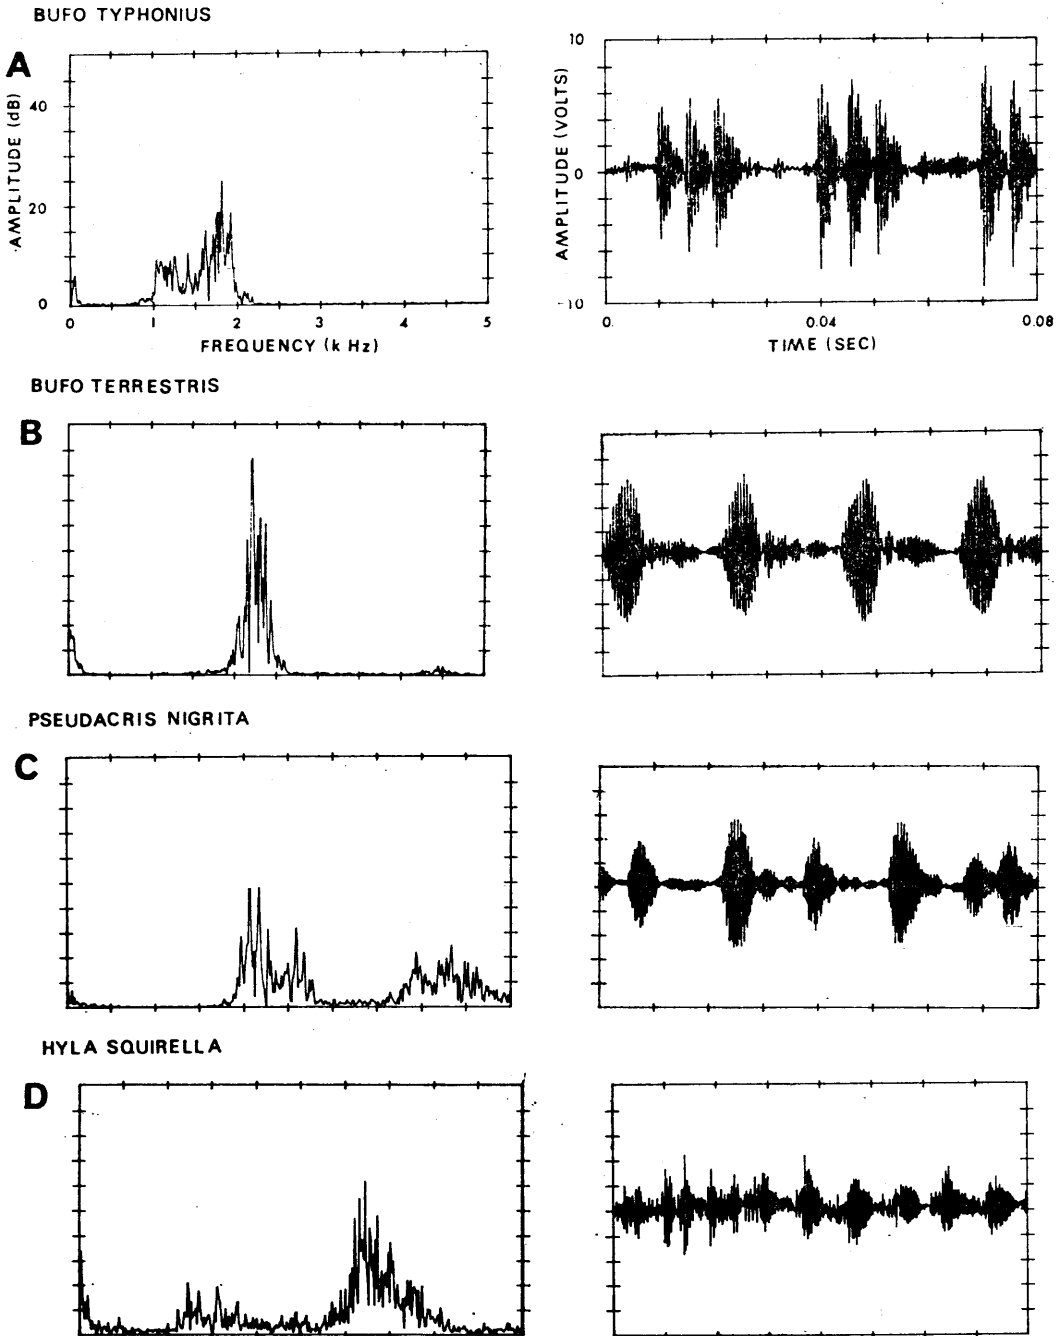 BUFO TYPHONIUS
A
AMPLITUDE (dB)
40
20
0
0 1 2 3 4 5
FREQUENCY (k Hz)
AMPLITUDE (VOLTS)
10
0
-10
0. 0.04 0.08
TIME (SEC)
BUFO TERRESTRIS
B
PSEUDACRIS NIGRITA
C
HYLA SQUIRELLA
D